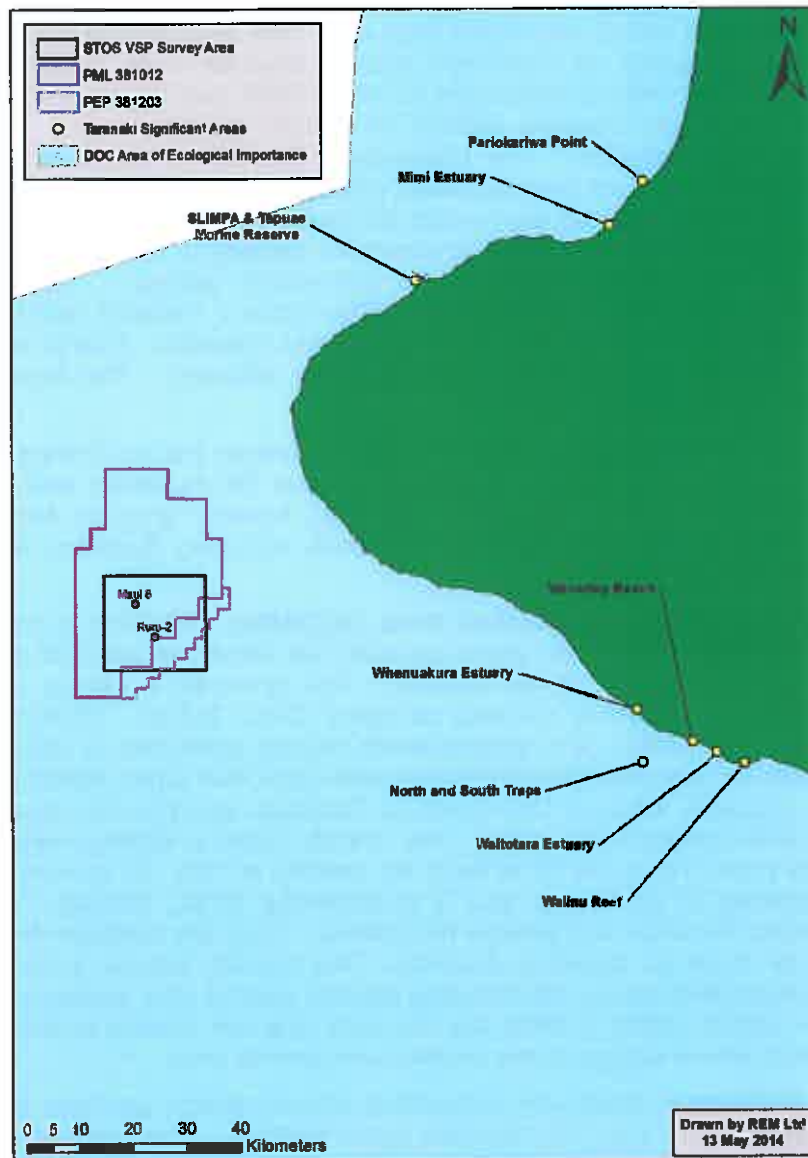 STOS VSP Survey Area
PML 381012
PEP 381203
Taranaki Significant Areas
DOC Area of Ecological Importance
N
Pariokariwa Point
Mimi Estuary
SLIMPA & Tapuae
Marine Reserve
Maui 8
Ruru-2
Whenuakura Estuary
North and South Traps
Waitotara Estuary
Waiinu Reef
0 5 10 20 30 40
Kilometers
Drawn by REM Ltd
13 May 2014